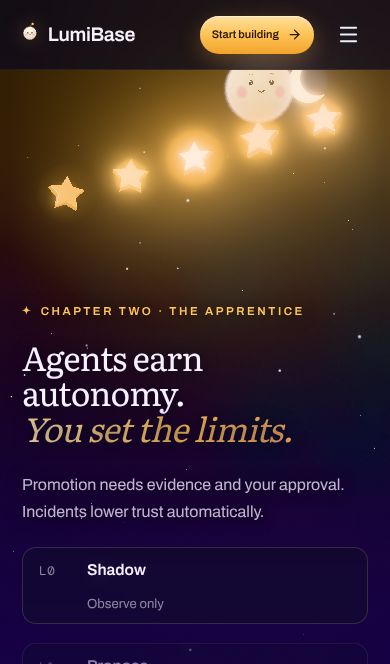 LumiBase
Start building →
✦ CHAPTER TWO · THE APPRENTICE
Agents earn
autonomy.
You set the limits.
Promotion needs evidence and your approval.
Incidents lower trust automatically.
L0 Shadow
Observe only